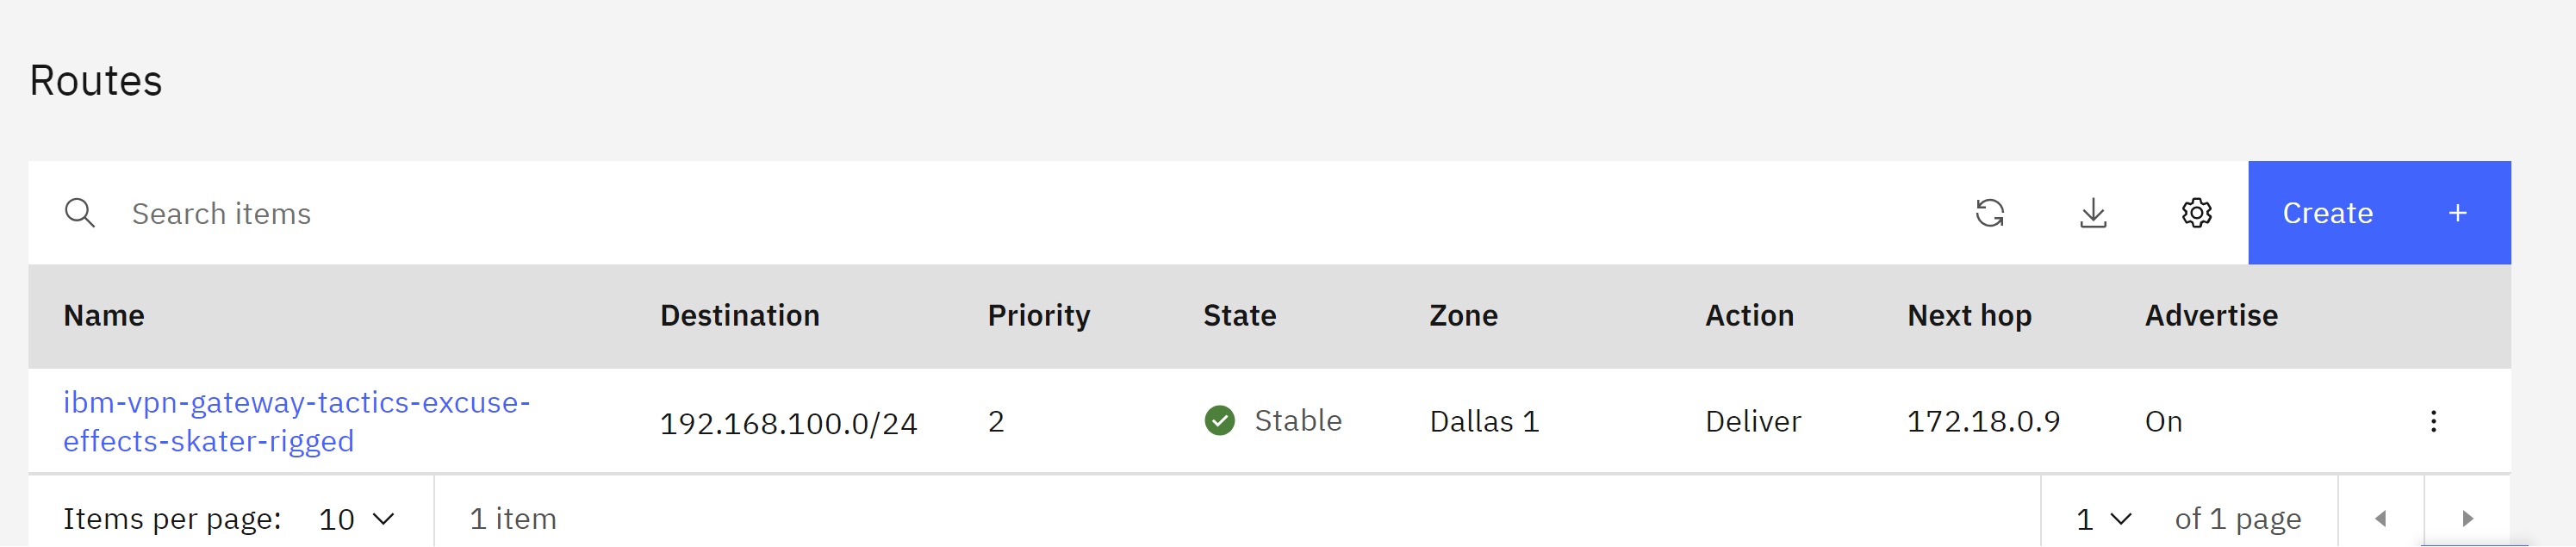 Routes
Search items
Create +
Name Destination Priority State Zone Action Next hop Advertise
ibm-vpn-gateway-tactics-excuse-
effects-skater-rigged 192.168.100.0/24 2 Stable Dallas 1 Deliver 172.18.0.9 On
Items per page: 10 1 item 1 of 1 page